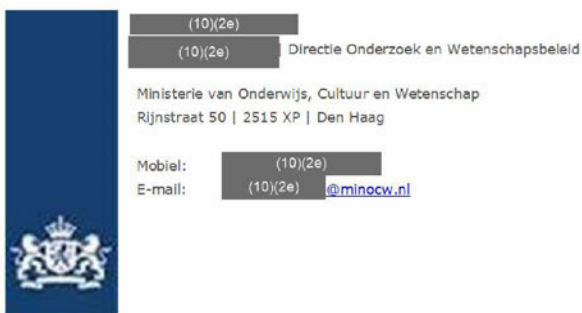 (10)(2e)
(10)(2e) | Directie Onderzoek en Wetenschapsbeleid
Ministerie van Onderwijs, Cultuur en Wetenschap
Rijnstraat 50 | 2515 XP | Den Haag
Mobiel: (10)(2e)
E-mail: (10)(2e) @minocw.nl